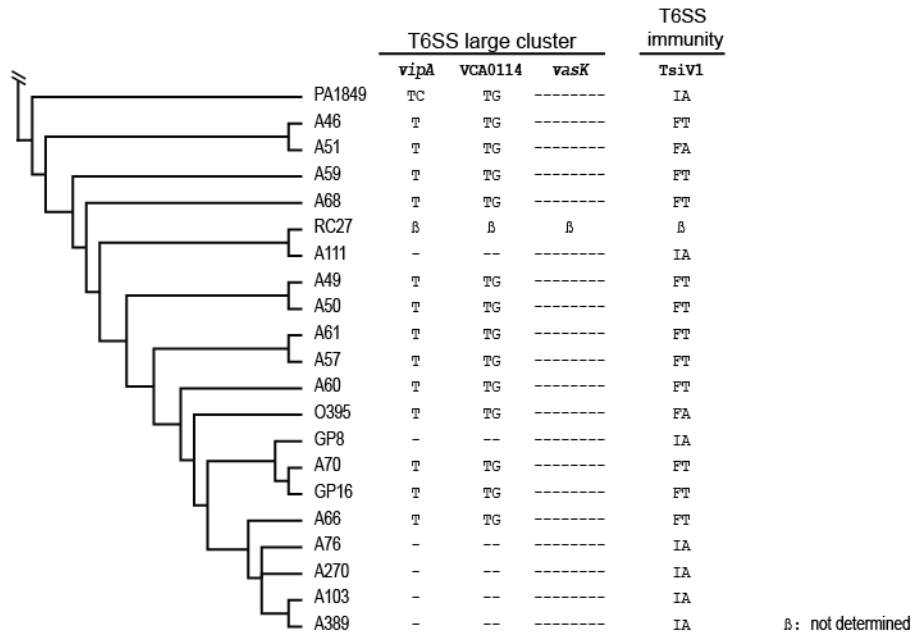 T6SS
T6SS large cluster immunity
vipA VCA0114 vasK TsiV1
PA1849 TC TG -------- IA
A46 T TG -------- FT
A51 T TG -------- FA
A59 T TG -------- FT
A68 T TG -------- FT
RC27 ß ß ß ß
A111 - -- -------- IA
A49 T TG -------- FT
A50 T TG -------- FT
A61 T TG -------- FT
A57 T TG -------- FT
A60 T TG -------- FT
O395 T TG -------- FA
GP8 - -- -------- IA
A70 T TG -------- FT
GP16 T TG -------- FT
A66 T TG -------- FT
A76 - -- -------- IA
A270 - -- -------- IA
A103 - -- -------- IA
A389 - -- -------- IA
ß: not determined